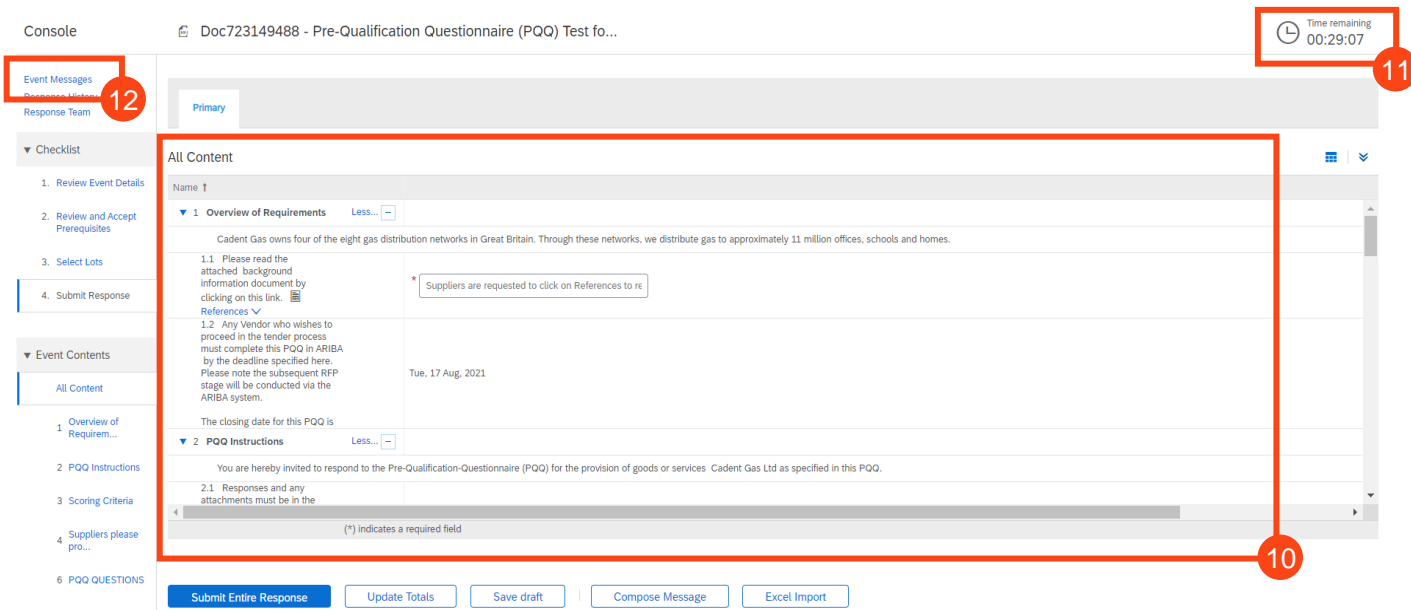 Console
Doc723149488 - Pre-Qualification Questionnaire (PQQ) Test fo...
Time remaining
00:29:07
11
Event Messages
Response History
Response Team
12
Primary
▼ Checklist
1. Review Event Details
2. Review and Accept
Prerequisites
3. Select Lots
4. Submit Response
▼ Event Contents
All Content
1 Overview of
Requirem...
2 PQQ Instructions
3 Scoring Criteria
4 Suppliers please
pro...
6 PQQ QUESTIONS
All Content
Name ↑
▼ 1 Overview of Requirements Less... −
Cadent Gas owns four of the eight gas distribution networks in Great Britain. Through these networks, we distribute gas to approximately 11 million offices, schools and homes.
1.1 Please read the
attached background
information document by
clicking on this link.
References
* Suppliers are requested to click on References to re
1.2 Any Vendor who wishes to
proceed in the tender process
must complete this PQQ in ARIBA
by the deadline specified here.
Please note the subsequent RFP
stage will be conducted via the
ARIBA system.
The closing date for this PQQ is
Tue, 17 Aug, 2021
▼ 2 PQQ Instructions Less... −
You are hereby invited to respond to the Pre-Qualification-Questionnaire (PQQ) for the provision of goods or services Cadent Gas Ltd as specified in this PQQ.
2.1 Responses and any
attachments must be in the
(*) indicates a required field
10
Submit Entire Response
Update Totals
Save draft
Compose Message
Excel Import